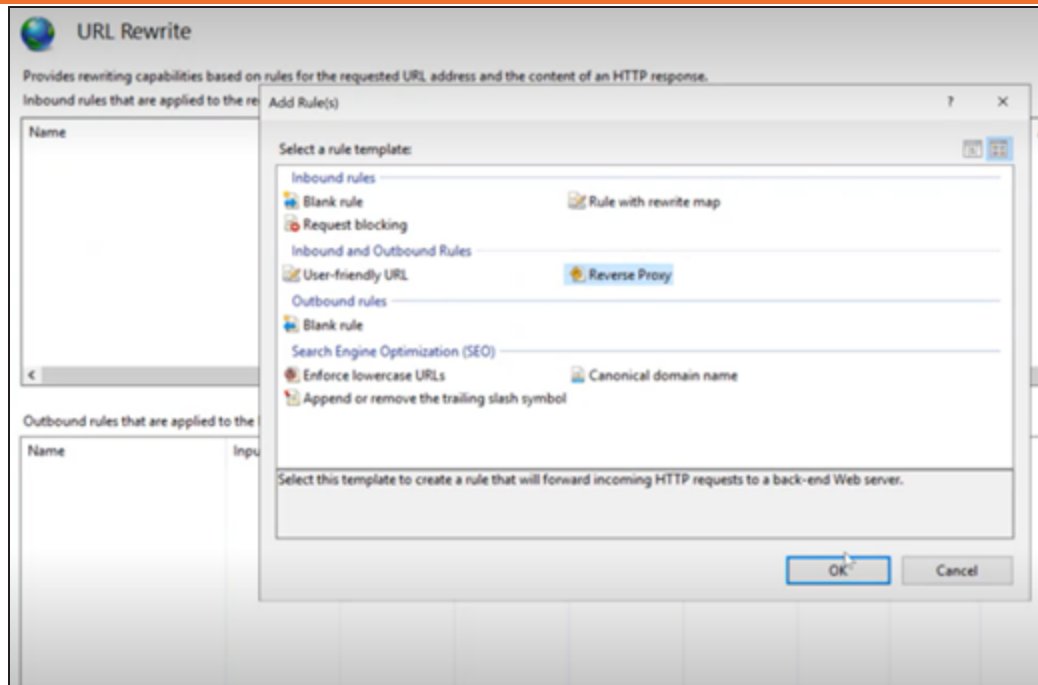 URL Rewrite
Provides rewriting capabilities based on rules for the requested URL address and the content of an HTTP response.
Inbound rules that are applied to the re
Add Rule(s)
?
Name
Select a rule template:
Inbound rules
Blank rule
Rule with rewrite map
Request blocking
Inbound and Outbound Rules
User-friendly URL
Reverse Proxy
Outbound rules
Blank rule
Search Engine Optimization (SEO)
Enforce lowercase URLs
Canonical domain name
Append or remove the trailing slash symbol
Outbound rules that are applied to the
Name
Inpu
Select this template to create a rule that will forward incoming HTTP requests to a back-end Web server.
OK
Cancel